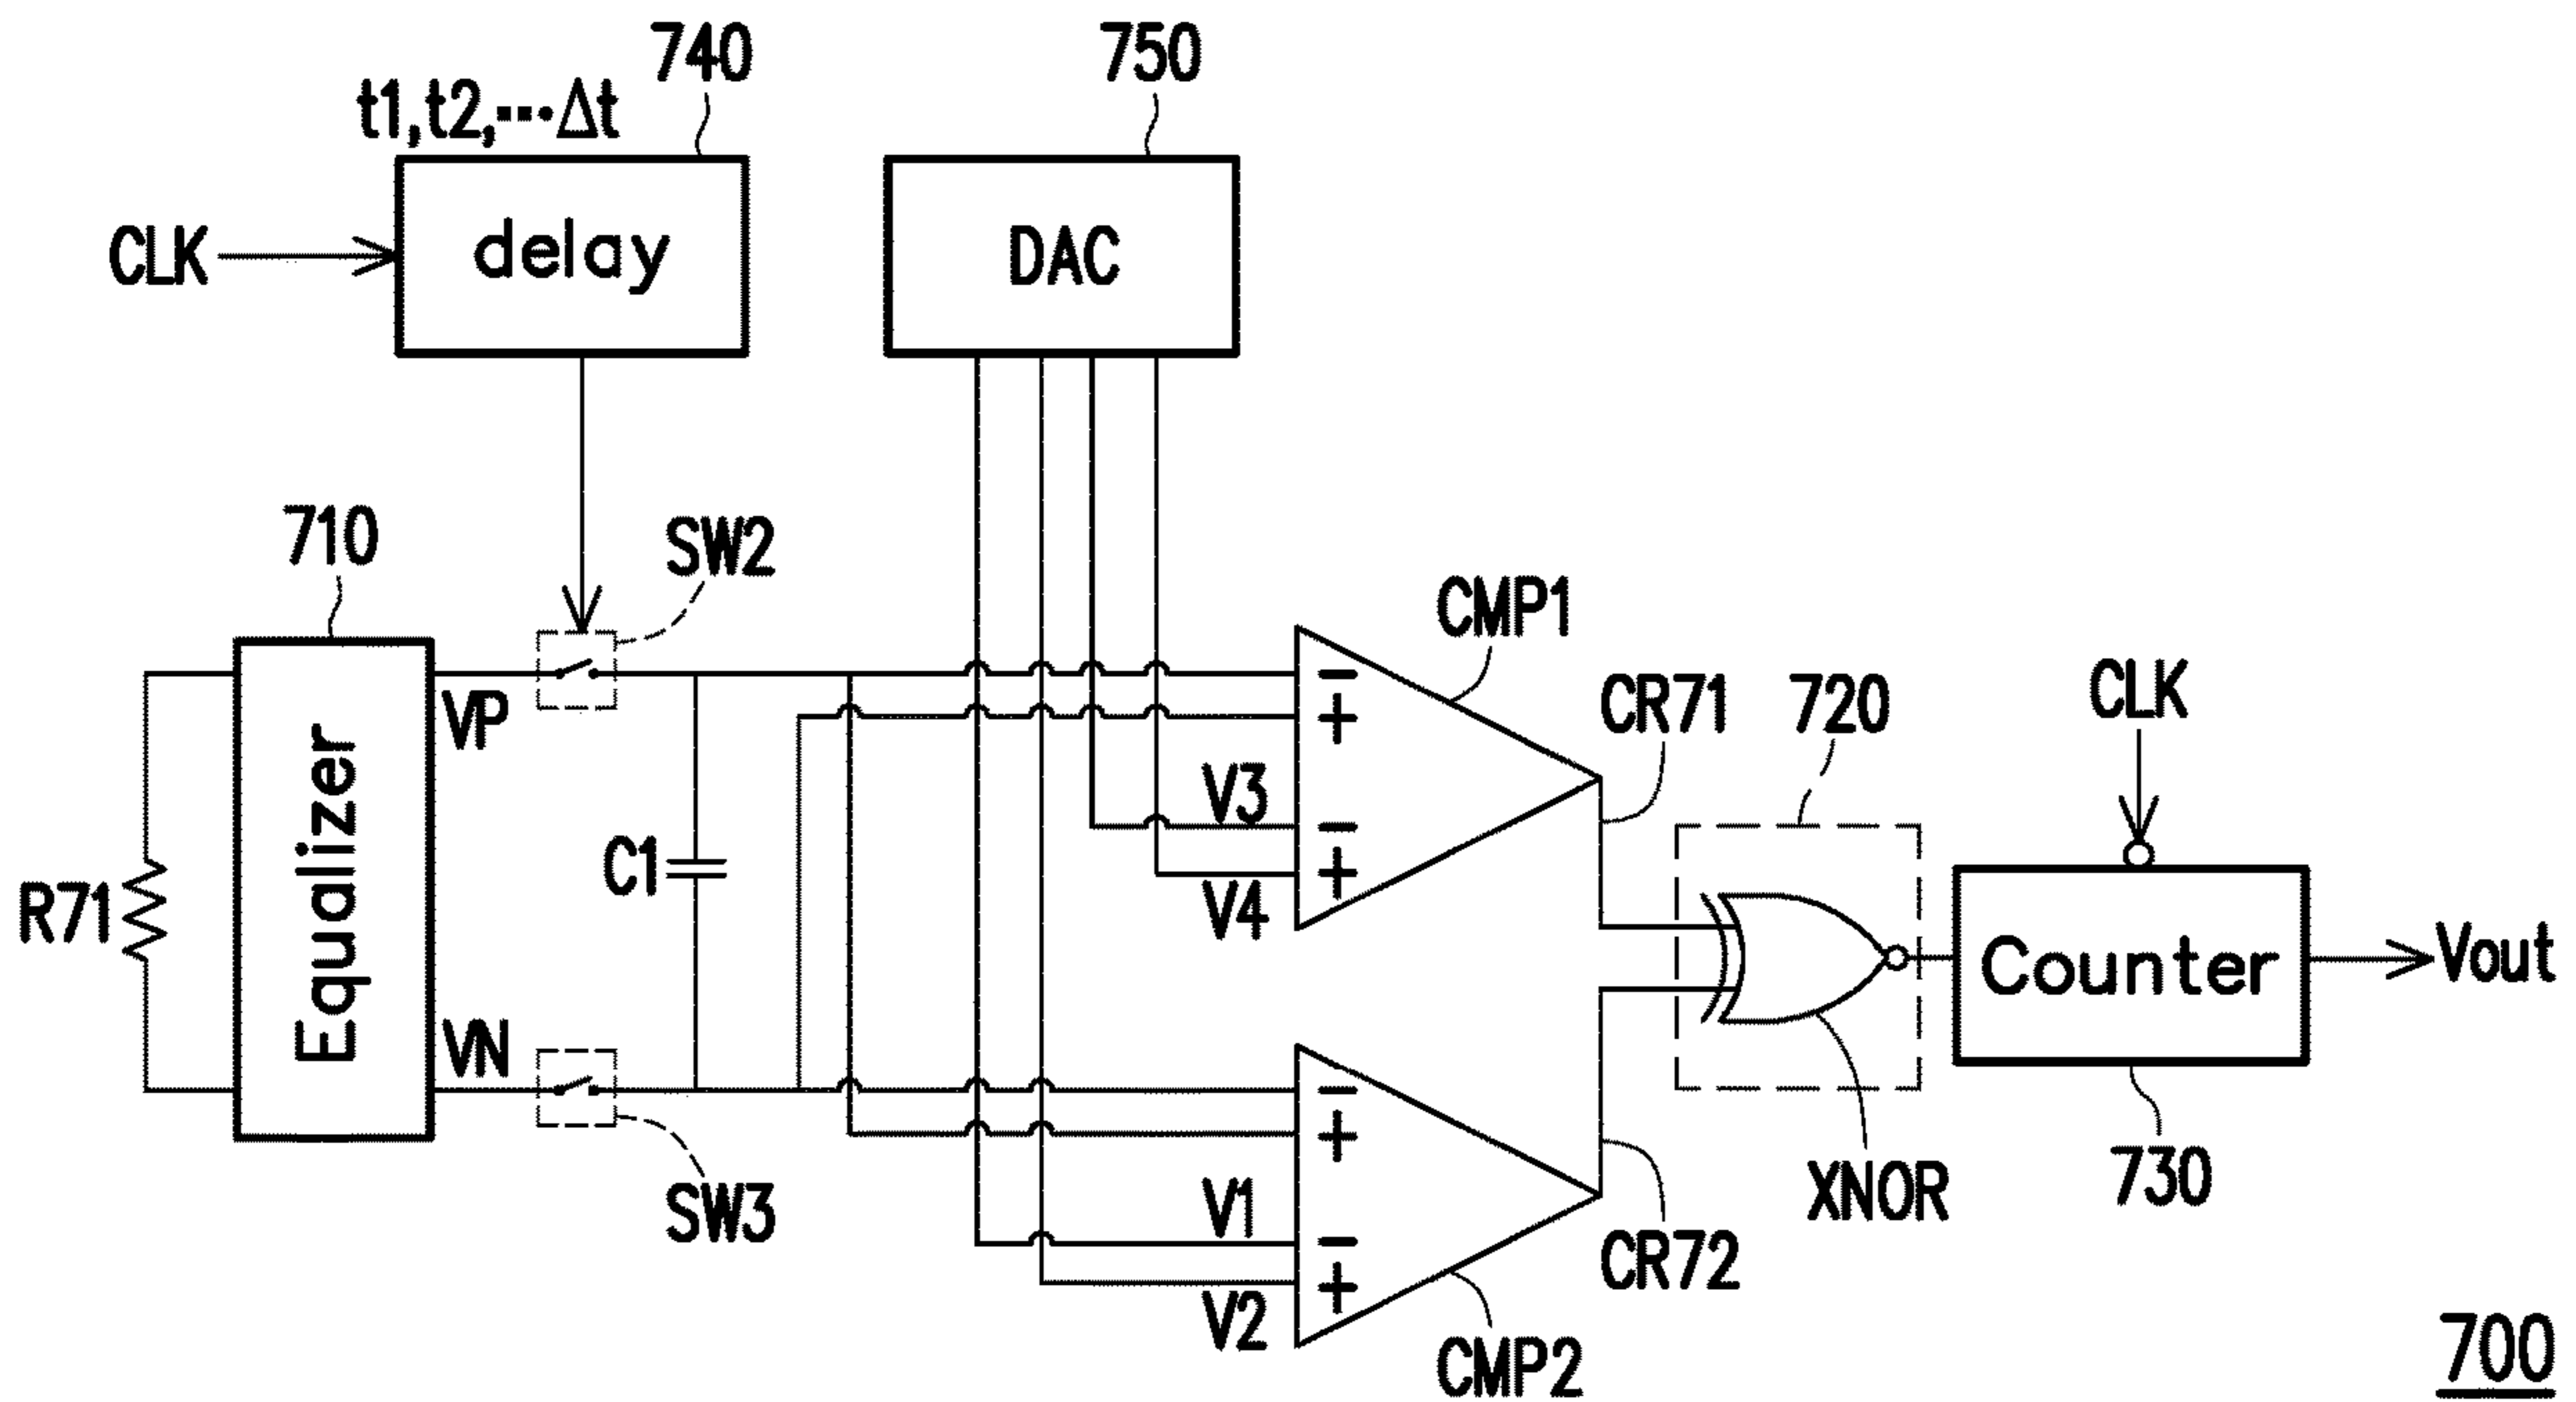 740
750
t1,t2,···Δt
CLK
delay
DAC
710
SW2
CMP1
CR71
720
CLK
VP
V3
V4
R71
Equalizer
C1
Counter
Vout
VN
SW3
V1
V2
CR72
XNOR
730
CMP2
700
-
+
-
+
-
+
-
+